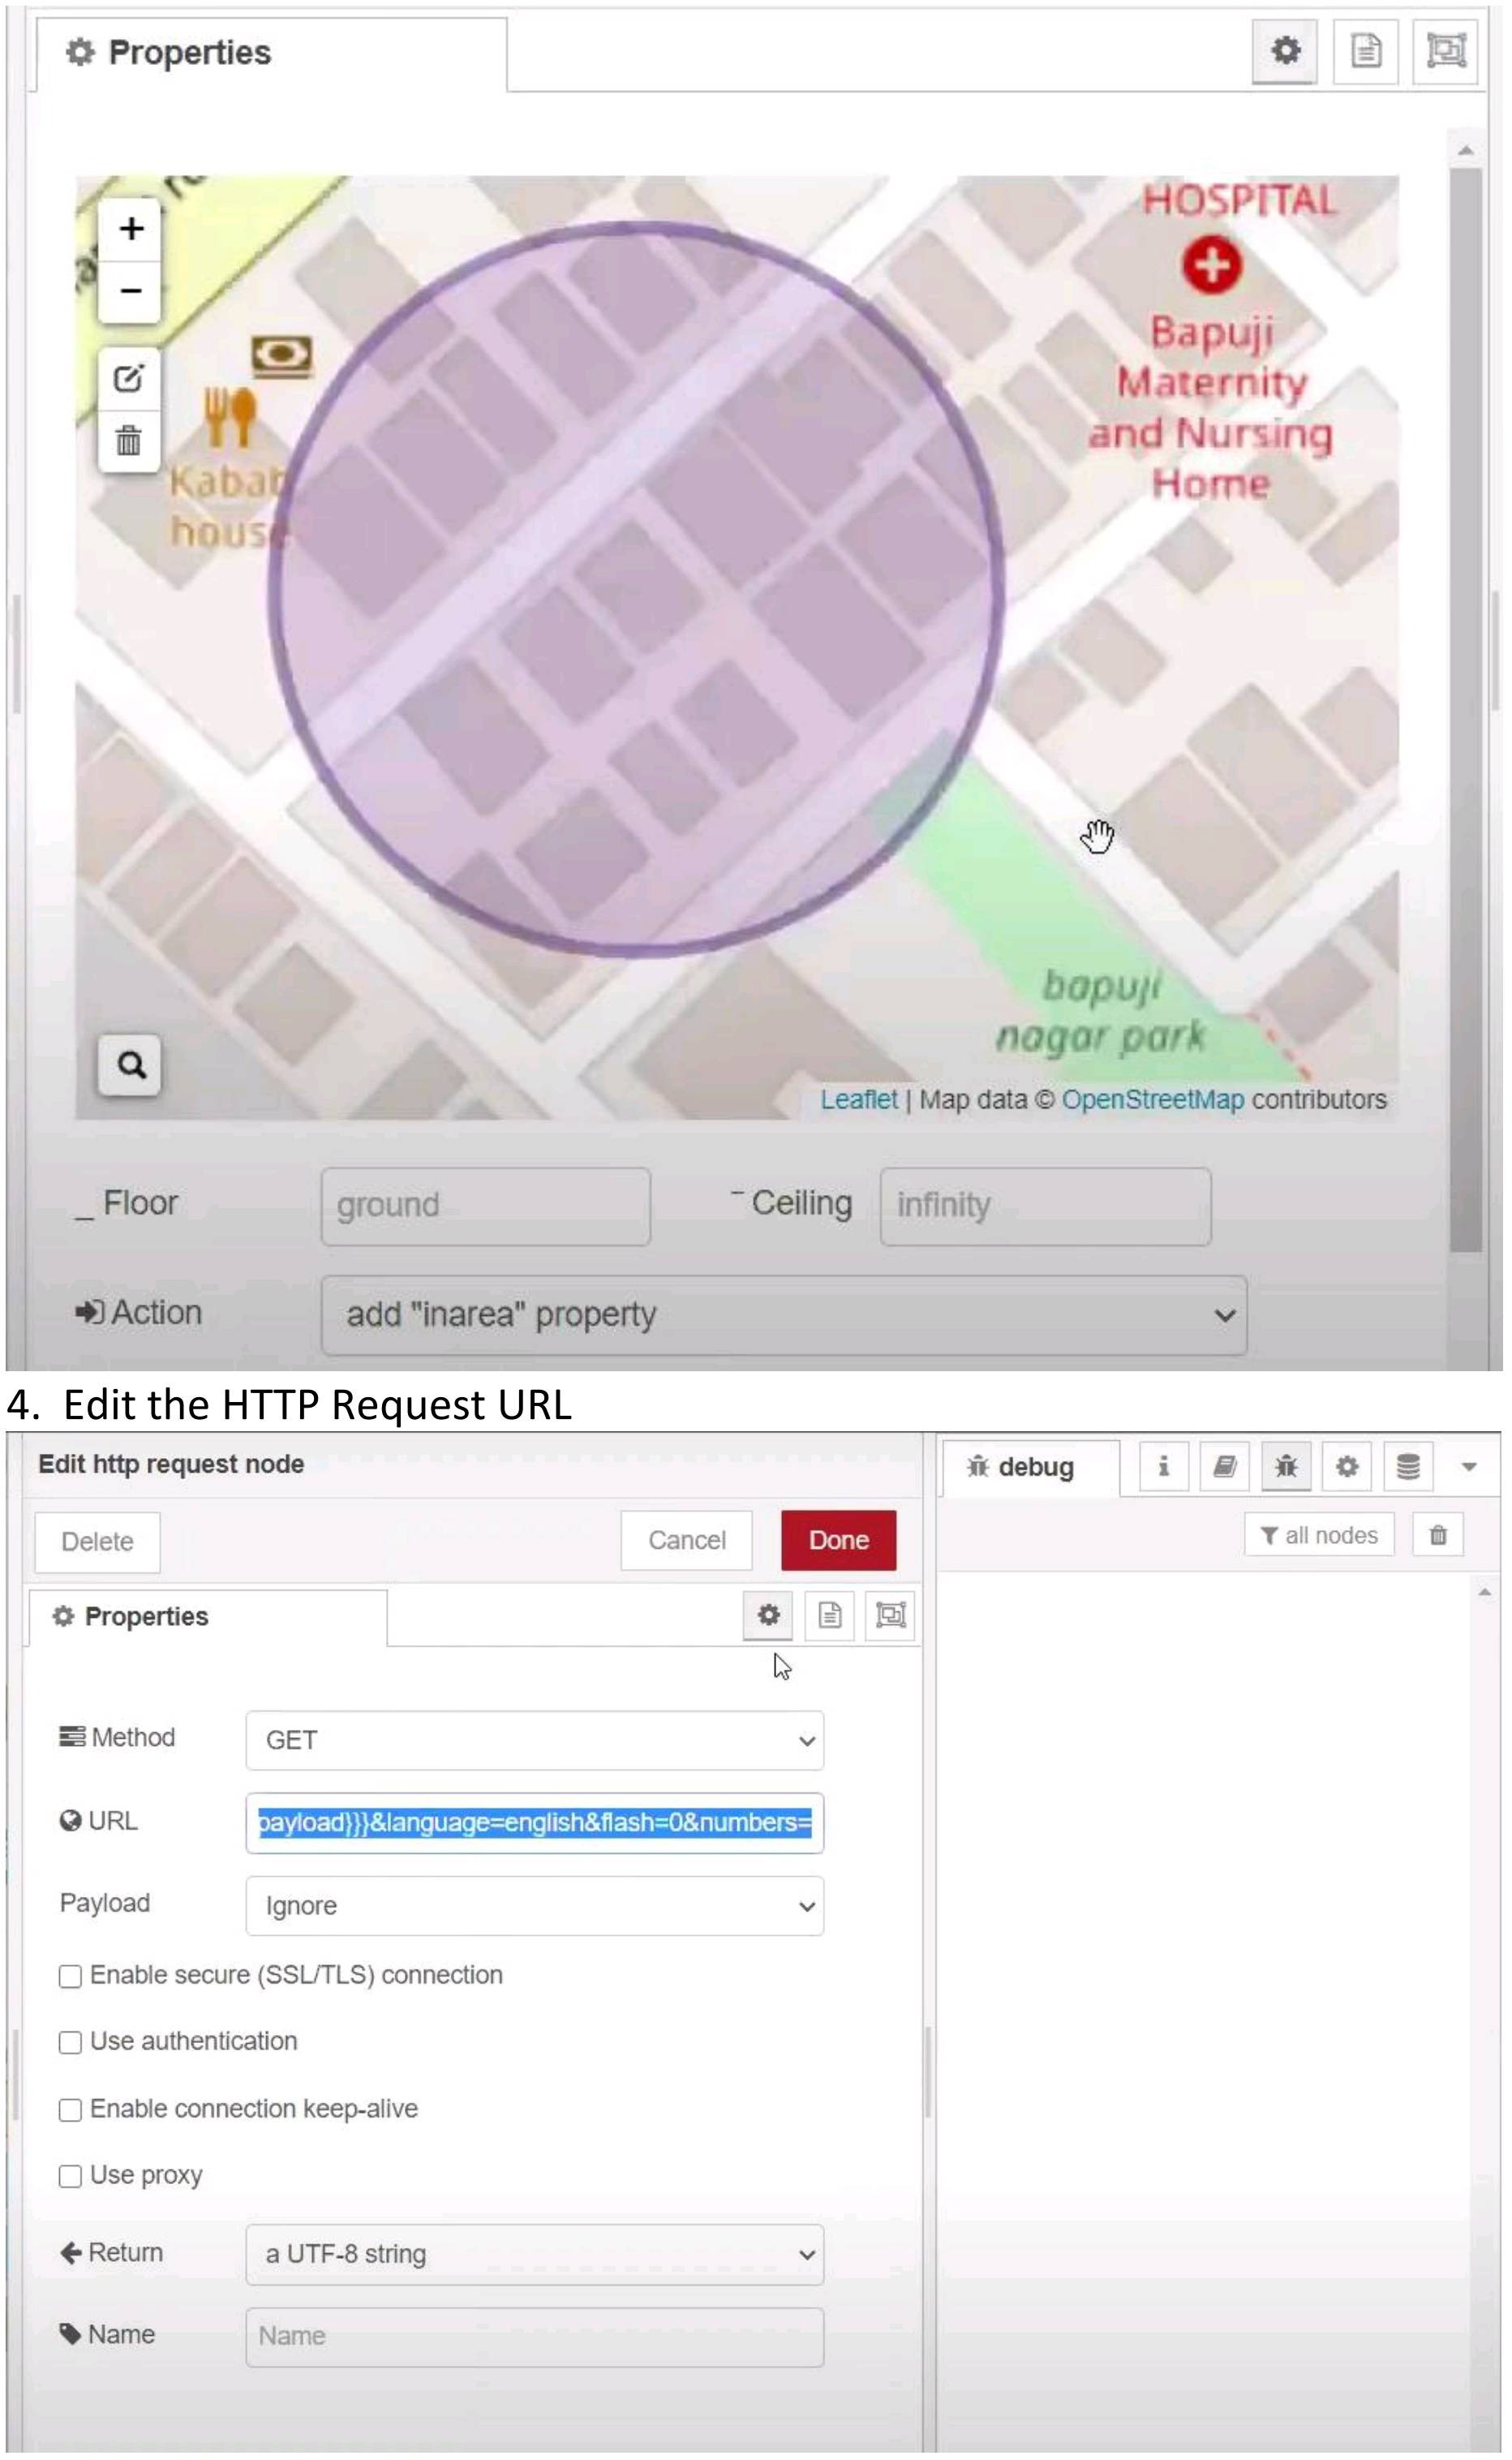 Properties
+
−
HOSPITAL
Bapuji
Maternity
and Nursing
Home
Kabab
house
bapuji
nagar park
Leaflet | Map data © OpenStreetMap contributors
_ Floor ground ¯ Ceiling infinity
Action add "inarea" property
4. Edit the HTTP Request URL
Edit http request node
debug
Delete Cancel Done
all nodes
Properties
Method GET
URL payload}}}&language=english&flash=0&numbers=
Payload Ignore
Enable secure (SSL/TLS) connection
Use authentication
Enable connection keep-alive
Use proxy
Return a UTF-8 string
Name Name